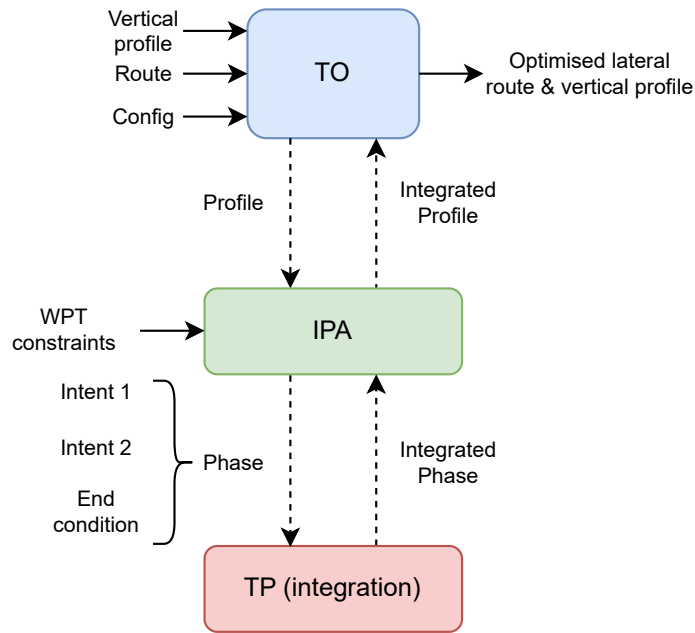 Vertical
profile
Route
Config
TO
Optimised lateral
route & vertical profile
Profile
Integrated
Profile
WPT
constraints
IPA
Intent 1
Intent 2
End
condition
Phase
Integrated
Phase
TP (integration)